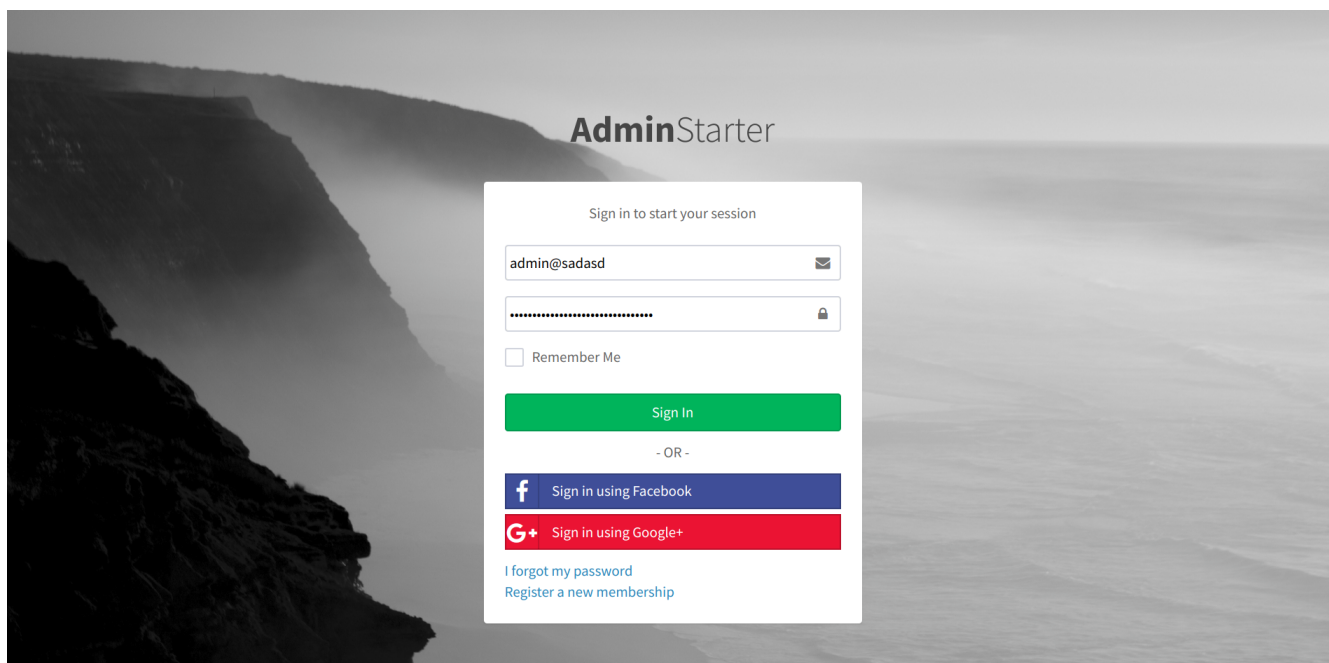 AdminStarter
Sign in to start your session
admin@sadasd
••••••••••••••••••••••••••••••••
Remember Me
Sign In
- OR -
Sign in using Facebook
G+ Sign in using Google+
I forgot my password
Register a new membership